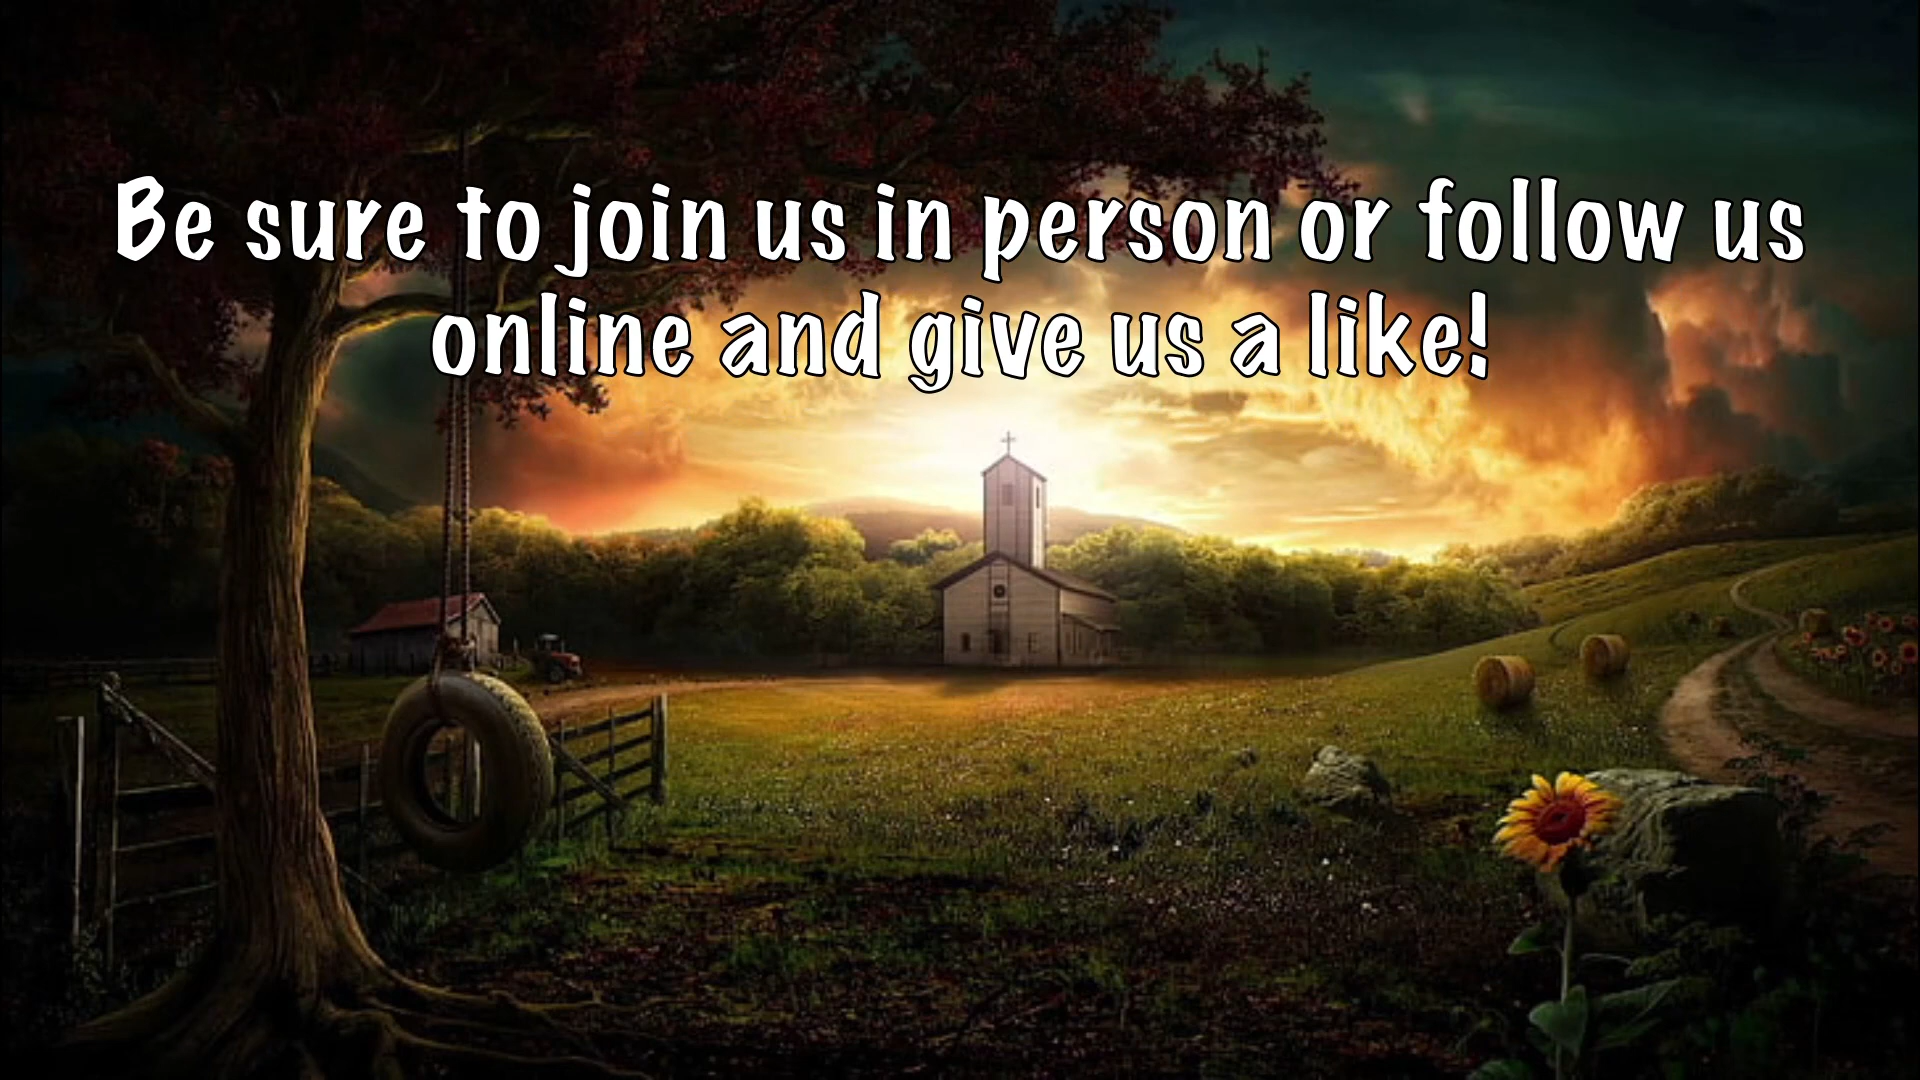 Be sure to join us in person or follow us
online and give us a like!